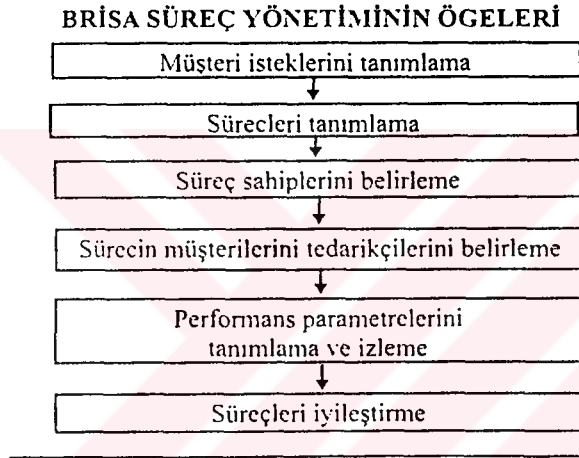 BRİSA SÜREÇ YÖNETİMİNİN ÖGELERİ
Müşteri isteklerini tanımlama
Süreçleri tanımlama
Süreç sahiplerini belirleme
Sürecin müşterilerini tedarikçilerini belirleme
Performans parametrelerini
tanımlama ve izleme
Süreçleri iyileştirme